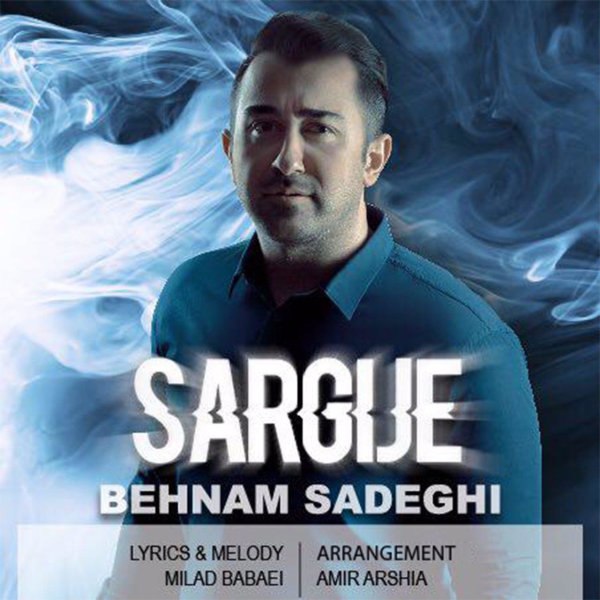 SARGIJE
BEHNAM SADEGHI
LYRICS & MELODY
MILAD BABAEI
ARRANGEMENT
AMIR ARSHIA